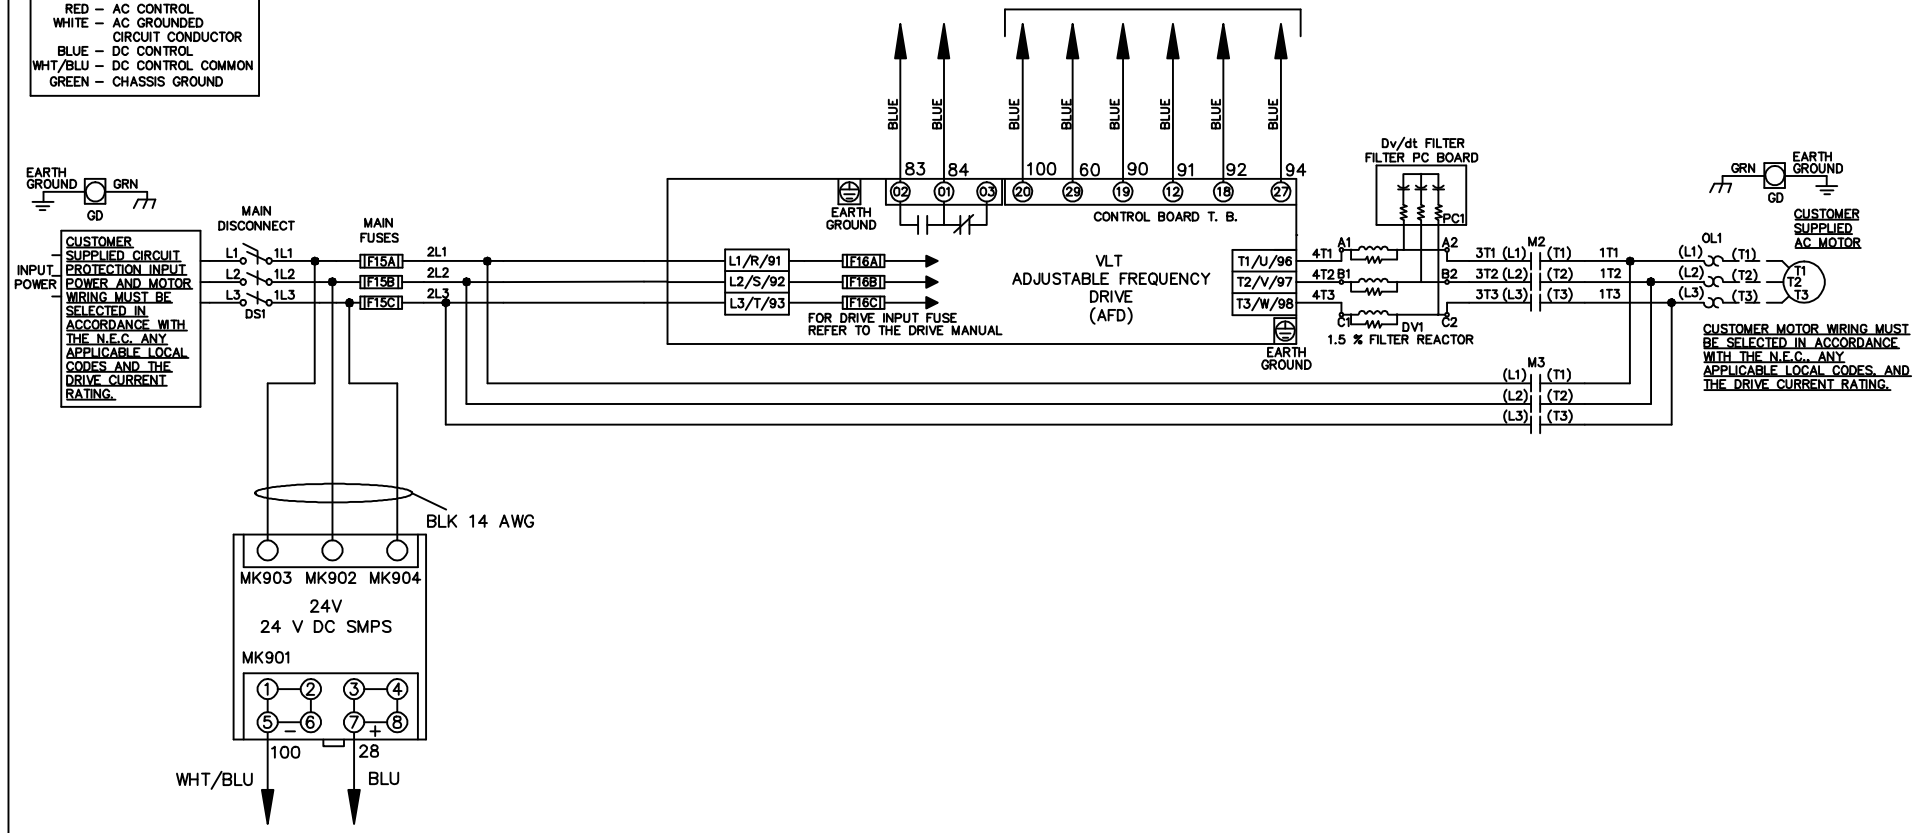 RED – AC CONTROL
WHITE – AC GROUNDED
CIRCUIT CONDUCTOR
BLUE – DC CONTROL
WHT/BLU – DC CONTROL COMMON
GREEN – CHASSIS GROUND
BLUE BLUE BLUE BLUE BLUE BLUE BLUE BLUE
83 84 100 60 90 91 92 94
02 01 03 20 29 19 12 18 27
EARTH
GROUND
CONTROL BOARD T. B.
EARTH
GROUND
GRN
GD
MAIN
DISCONNECT
MAIN
FUSES
INPUT
POWER
CUSTOMER
SUPPLIED CIRCUIT
PROTECTION INPUT
POWER AND MOTOR
WIRING MUST BE
SELECTED IN
ACCORDANCE WITH
THE N.E.C. ANY
APPLICABLE LOCAL
CODES AND THE
DRIVE CURRENT
RATING.
L1 1L1 F15A 2L1
L2 1L2 F15B 2L2
L3 1L3 F15C 2L3
DS1
L1/R/91 F16A
L2/S/92 F16B
L3/T/93 F16C
FOR DRIVE INPUT FUSE
REFER TO THE DRIVE MANUAL
VLT
ADJUSTABLE FREQUENCY
DRIVE
(AFD)
T1/U/96
T2/V/97
T3/W/98
EARTH
GROUND
Dv/dt FILTER
FILTER PC BOARD
PC1
4T1 A1 A2
4T2 B1 B2
4T3 C1 C2
DV1
1.5 % FILTER REACTOR
M2
3T1 (L1) (T1) 1T1
3T2 (L2) (T2) 1T2
3T3 (L3) (T3) 1T3
M3
(L1) (T1)
(L2) (T2)
(L3) (T3)
OL1
(L1) (T1)
(L2) (T2)
(L3) (T3)
T1
T2
T3
GRN
EARTH
GROUND
GD
CUSTOMER
SUPPLIED
AC MOTOR
CUSTOMER MOTOR WIRING MUST
BE SELECTED IN ACCORDANCE
WITH THE N.E.C., ANY
APPLICABLE LOCAL CODES, AND
THE DRIVE CURRENT RATING.
BLK 14 AWG
MK903 MK902 MK904
24V
24 V DC SMPS
MK901
1 2 3 4
5 6 7 8
– +
100 28
WHT/BLU BLU